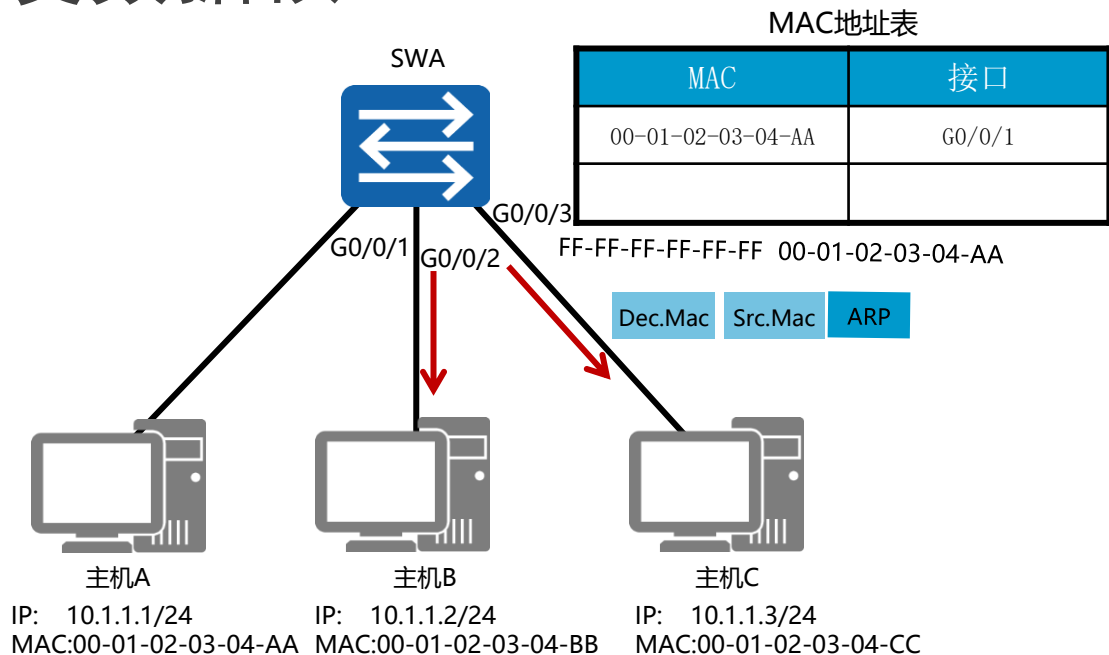 MAC地址表
SWA
MAC 接口
00-01-02-03-04-AA G0/0/1
G0/0/3
G0/0/1
G0/0/2
FF-FF-FF-FF-FF-FF 00-01-02-03-04-AA
Dec.Mac Src.Mac ARP
主机A 主机B 主机C
IP: 10.1.1.1/24 IP: 10.1.1.2/24 IP: 10.1.1.3/24
MAC:00-01-02-03-04-AA MAC:00-01-02-03-04-BB MAC:00-01-02-03-04-CC